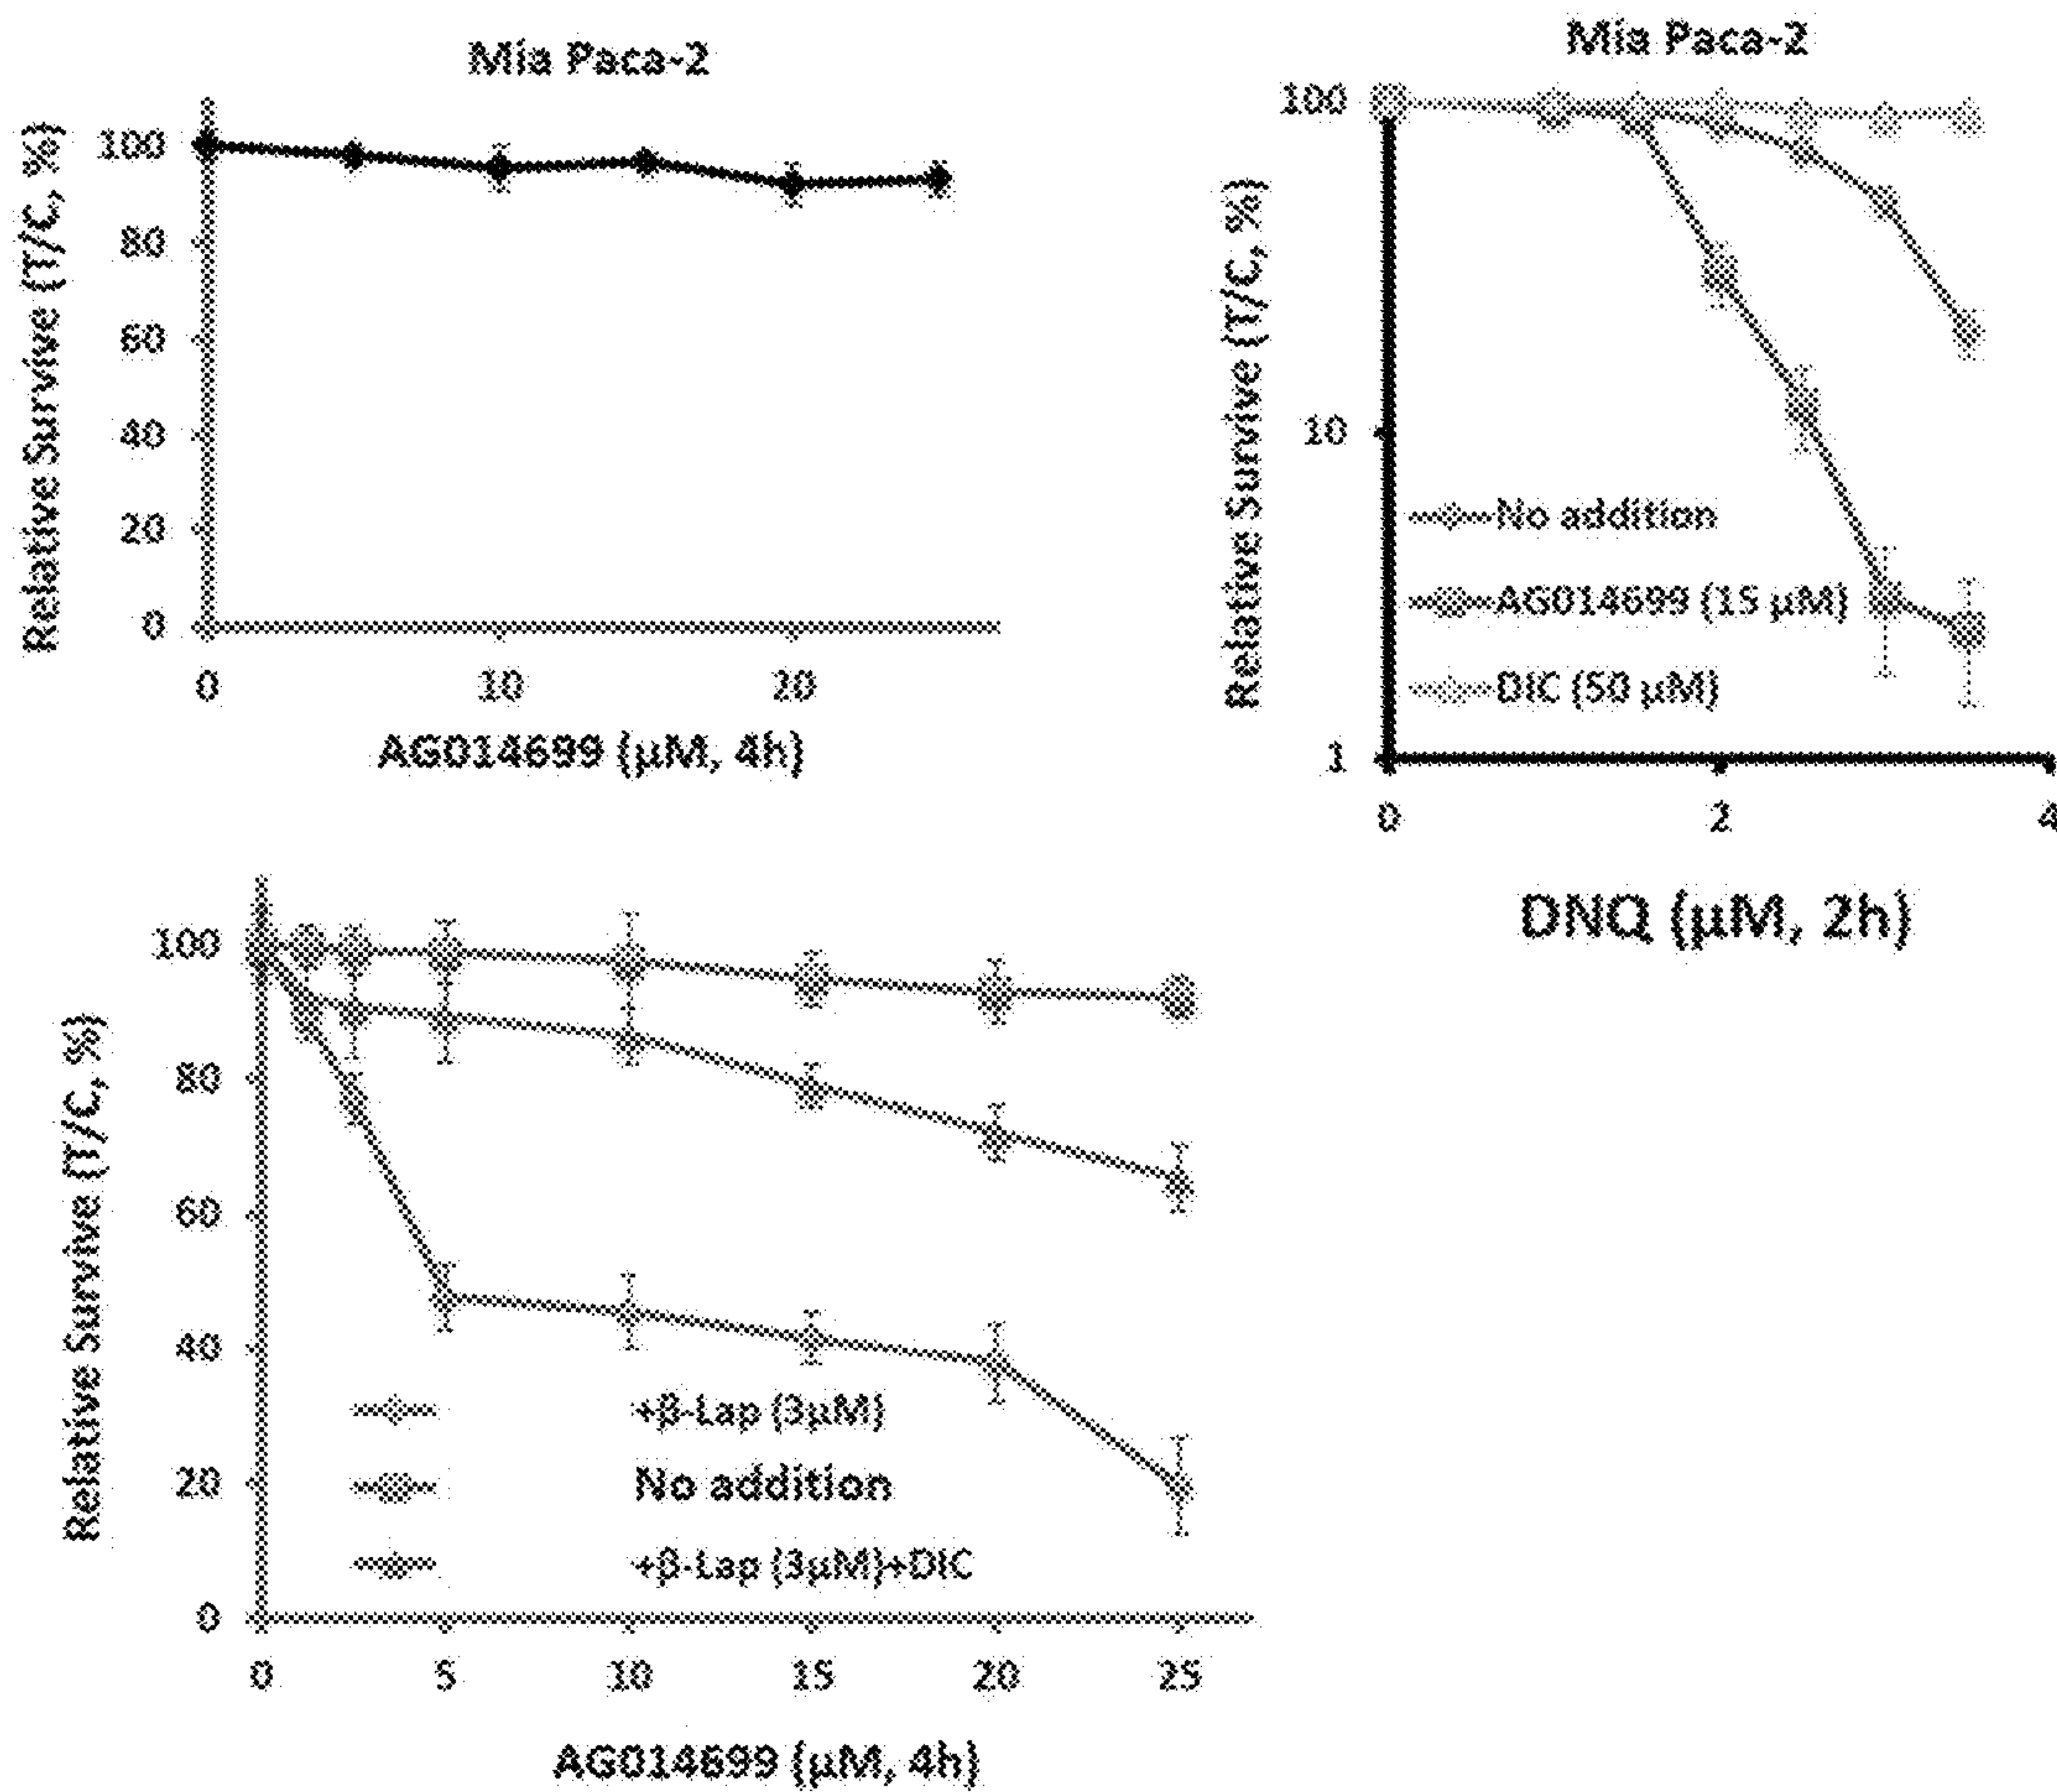 Mia Paca-2
Relative Survive (T/C, %)
100
80
60
40
20
0
0 10 20
AG014699 (µM, 4h)
Mia Paca-2
Relative Survive (T/C, %)
100
10
1
No addition
AG014699 (15 µM)
DIC (50 µM)
0 2 4
DNQ (µM, 2h)
Relative Survive (T/C, %)
100
80
60
40
20
0
+β-Lap (3µM)
No addition
+β-Lap (3µM)+DIC
0 5 10 15 20 25
AG014699 (µM, 4h)